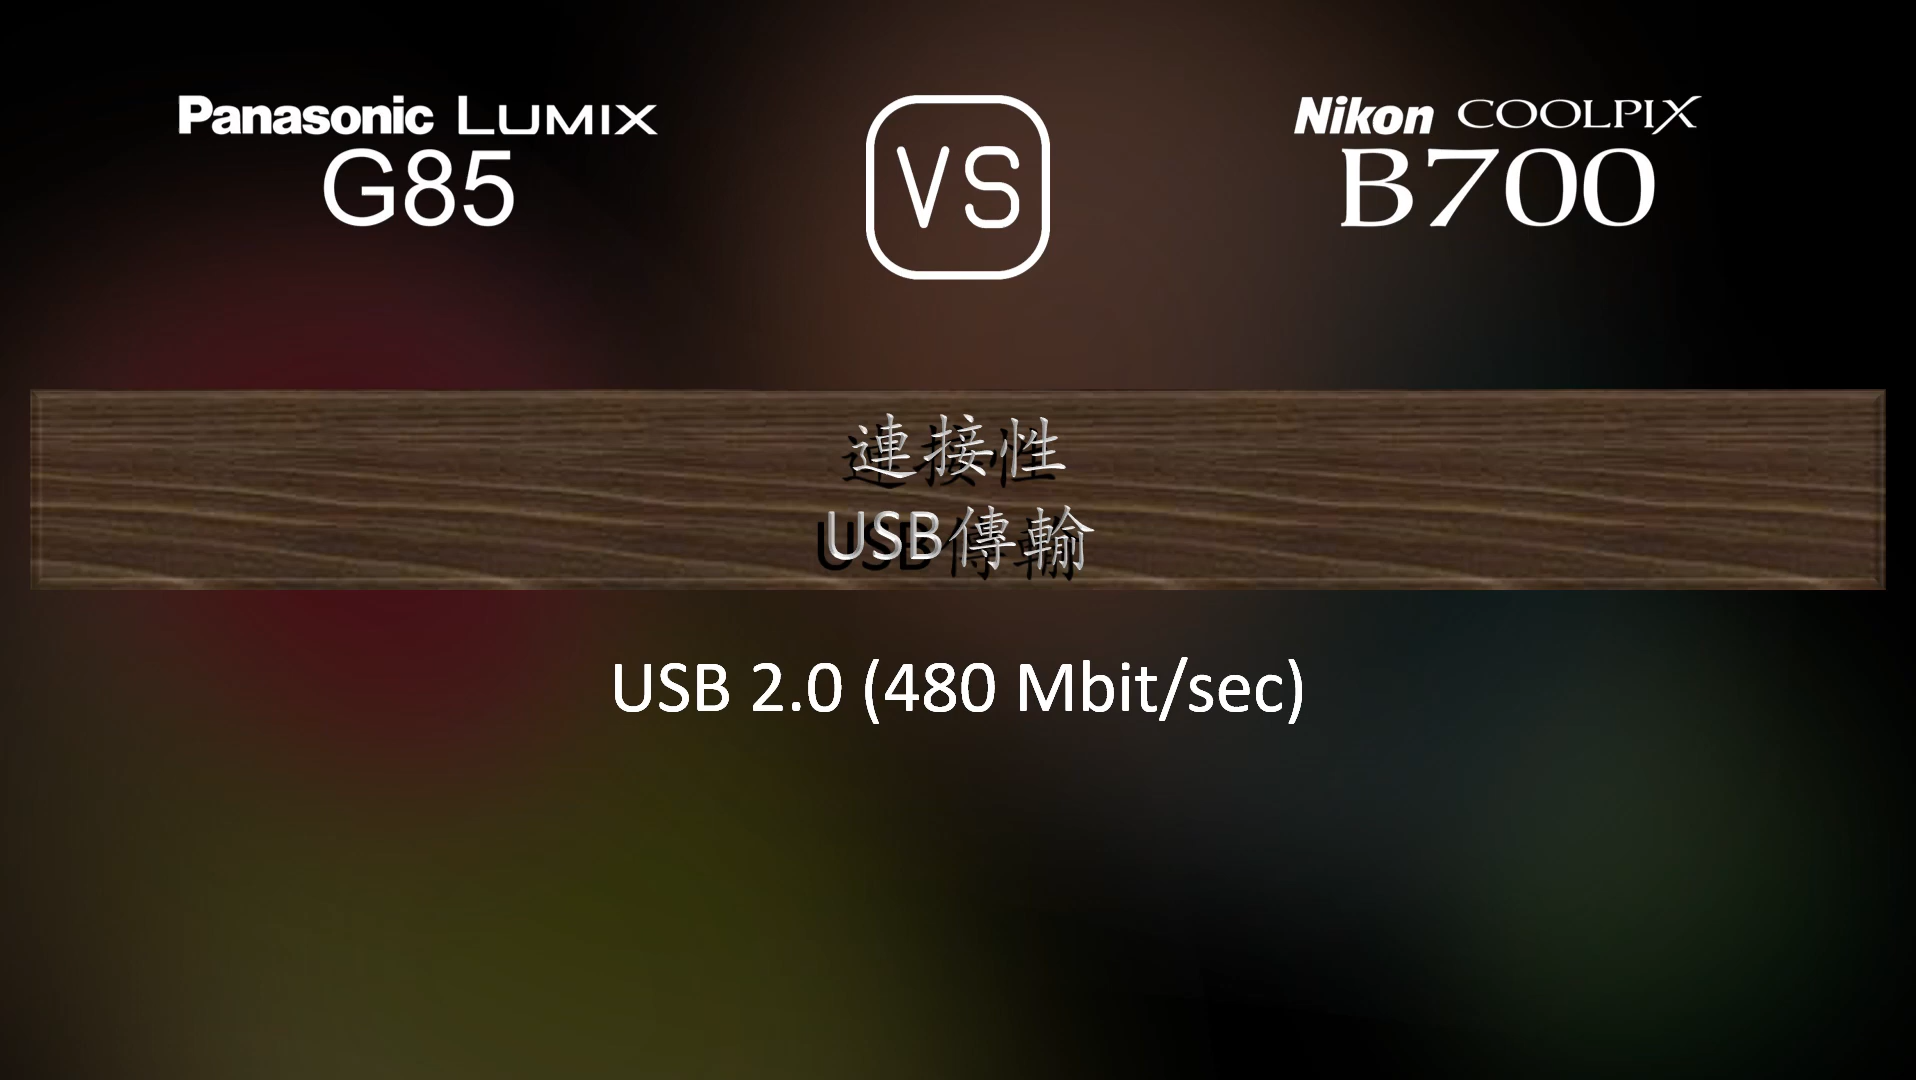 Panasonic LUMIX
G85
VS
Nikon COOLPIX
B700
連接性
USB傳輸
USB 2.0 (480 Mbit/sec)